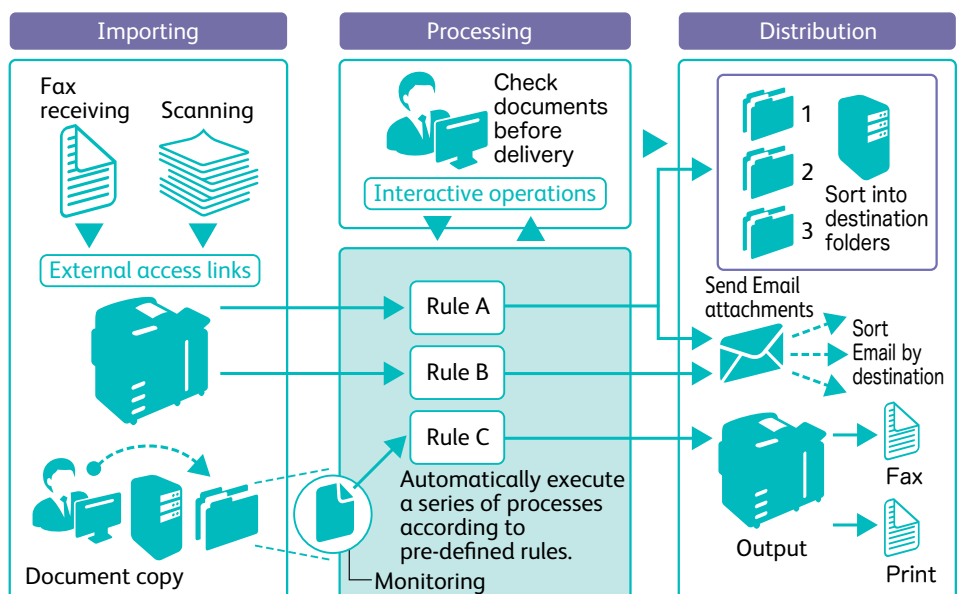 Importing
Fax
receiving
Scanning
External access links
Document copy
Processing
Check
documents
before
delivery
Interactive operations
Rule A
Rule B
Rule C
Automatically execute
a series of processes
according to
pre-defined rules.
Monitoring
Distribution
1
2
3
Sort into
destination
folders
Send Email
attachments
Sort
Email by
destination
Output
Fax
Print